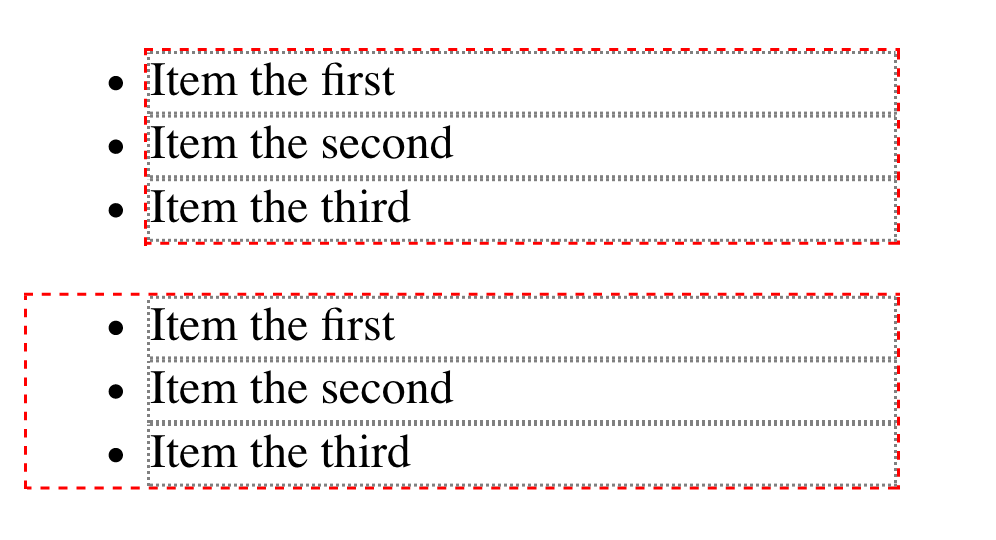 • Item the first
• Item the second
• Item the third
• Item the first
• Item the second
• Item the third